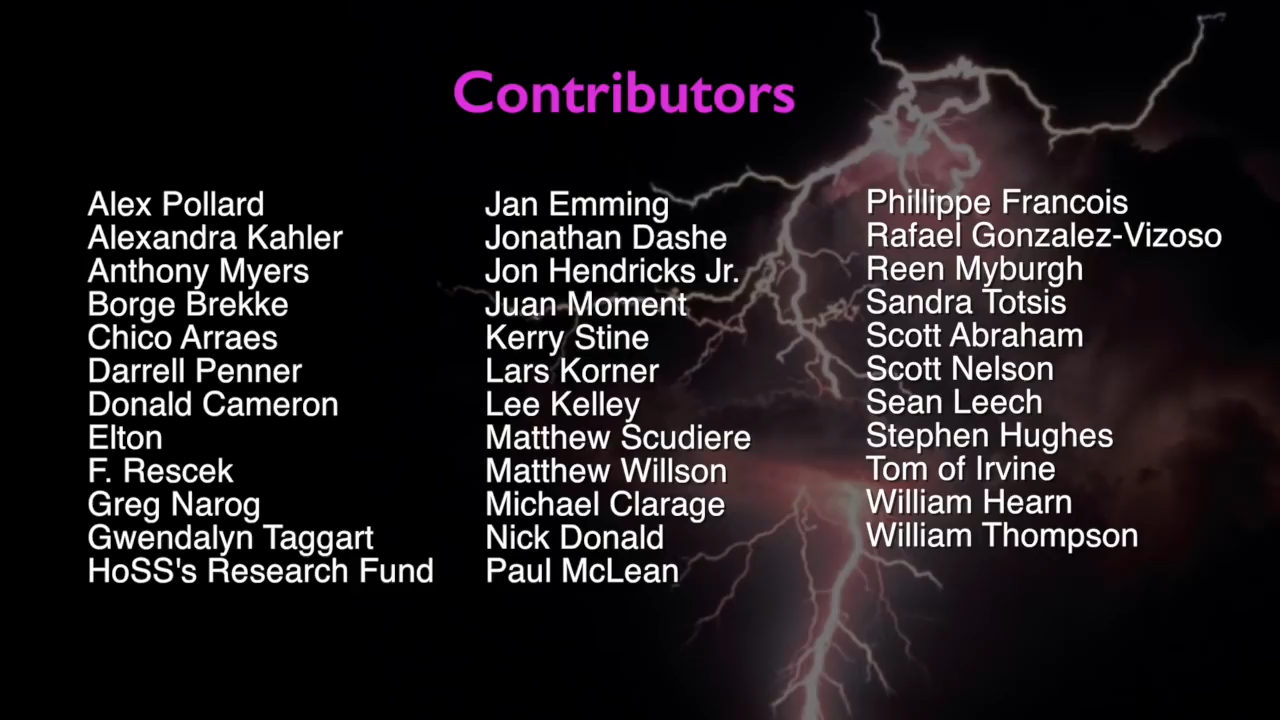 Contributors
Alex Pollard
Alexandra Kahler
Anthony Myers
Borge Brekke
Chico Arraes
Darrell Penner
Donald Cameron
Elton
F. Rescek
Greg Narog
Gwendalyn Taggart
HoSS's Research Fund
Jan Emming
Jonathan Dashe
Jon Hendricks Jr.
Juan Moment
Kerry Stine
Lars Korner
Lee Kelley
Matthew Scudiere
Matthew Willson
Michael Clarage
Nick Donald
Paul McLean
Phillippe Francois
Rafael Gonzalez-Vizoso
Reen Myburgh
Sandra Totsis
Scott Abraham
Scott Nelson
Sean Leech
Stephen Hughes
Tom of Irvine
William Hearn
William Thompson